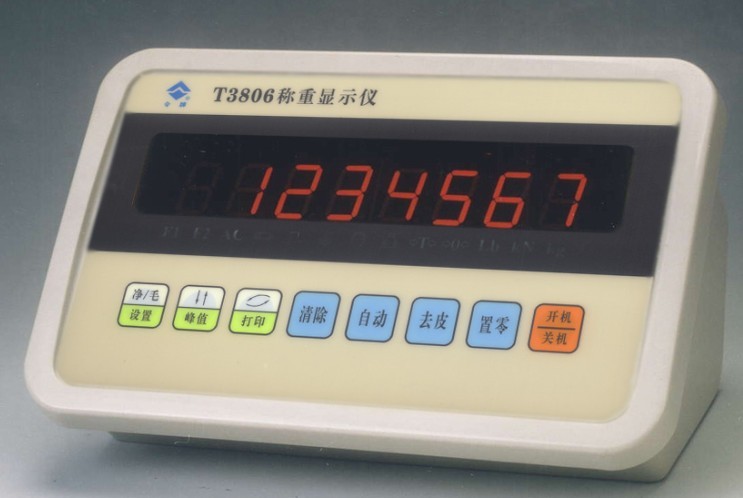 T3806称重显示仪
1234567
净/毛
设置
峰值
打印
清除
自动
去皮
置零
开机
关机